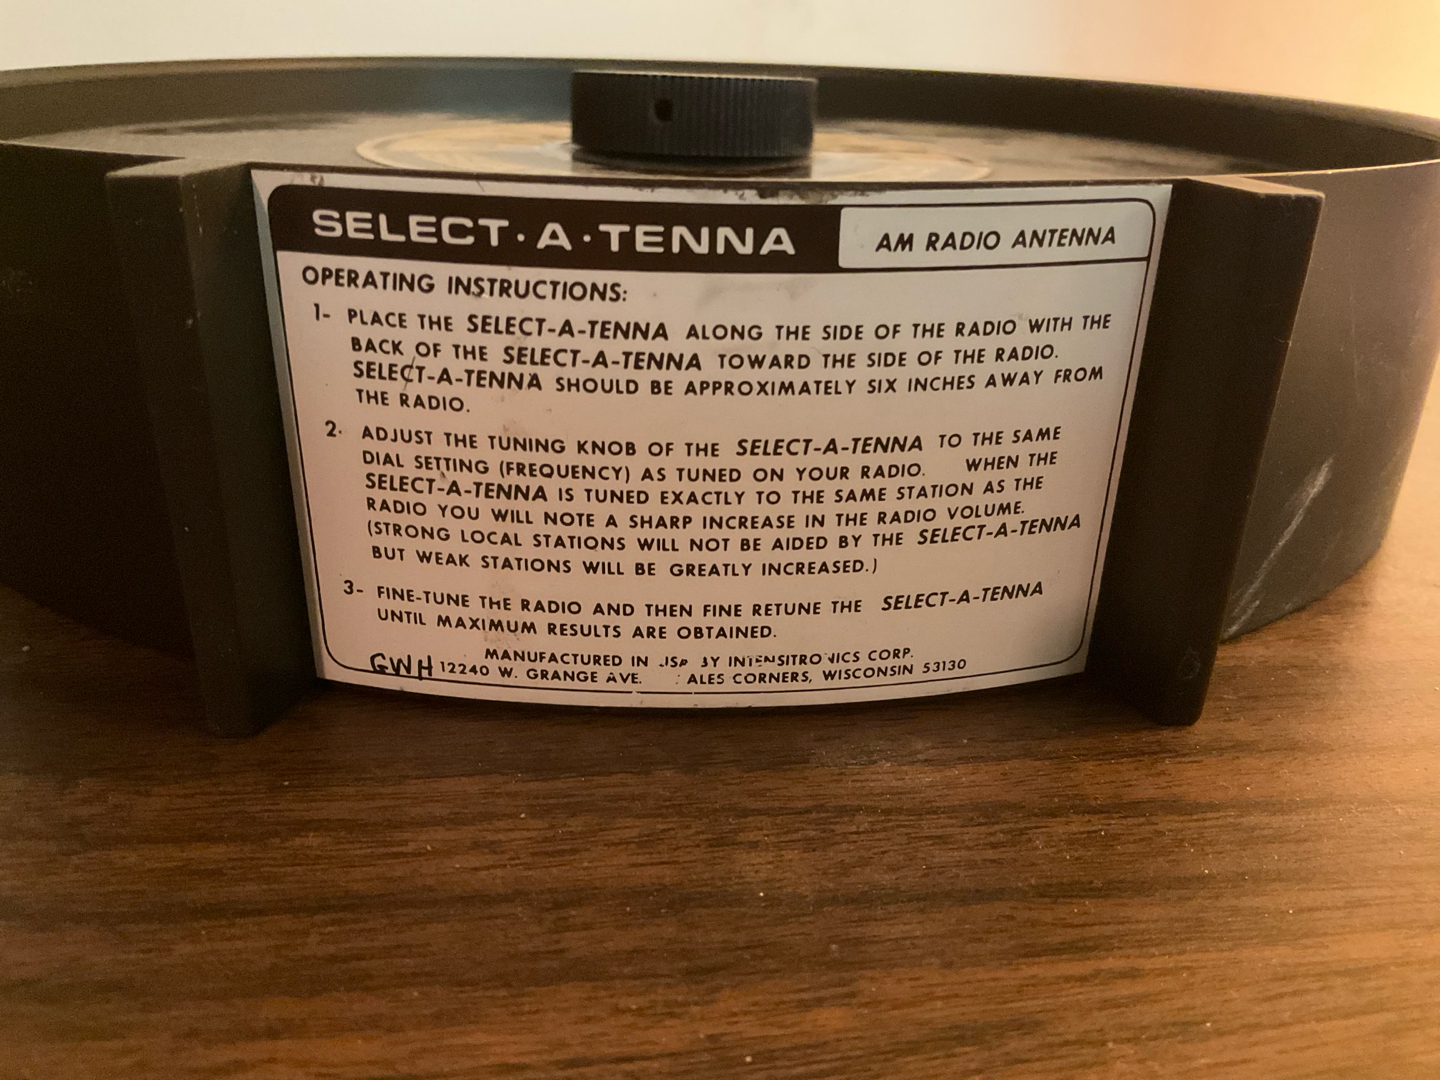 SELECT·A·TENNA AM RADIO ANTENNA
OPERATING INSTRUCTIONS:
1- PLACE THE SELECT-A-TENNA ALONG THE SIDE OF THE RADIO WITH THE
BACK OF THE SELECT-A-TENNA TOWARD THE SIDE OF THE RADIO.
SELECT-A-TENNA SHOULD BE APPROXIMATELY SIX INCHES AWAY FROM
THE RADIO.
2. ADJUST THE TUNING KNOB OF THE SELECT-A-TENNA TO THE SAME
DIAL SETTING (FREQUENCY) AS TUNED ON YOUR RADIO. WHEN THE
SELECT-A-TENNA IS TUNED EXACTLY TO THE SAME STATION AS THE
RADIO YOU WILL NOTE A SHARP INCREASE IN THE RADIO VOLUME.
(STRONG LOCAL STATIONS WILL NOT BE AIDED BY THE SELECT-A-TENNA
BUT WEAK STATIONS WILL BE GREATLY INCREASED.)
3- FINE-TUNE THE RADIO AND THEN FINE RETUNE THE SELECT-A-TENNA
UNTIL MAXIMUM RESULTS ARE OBTAINED.
MANUFACTURED IN USA BY INTENSITRONICS CORP.
GWH 12240 W. GRANGE AVE. ALES CORNERS, WISCONSIN 53130